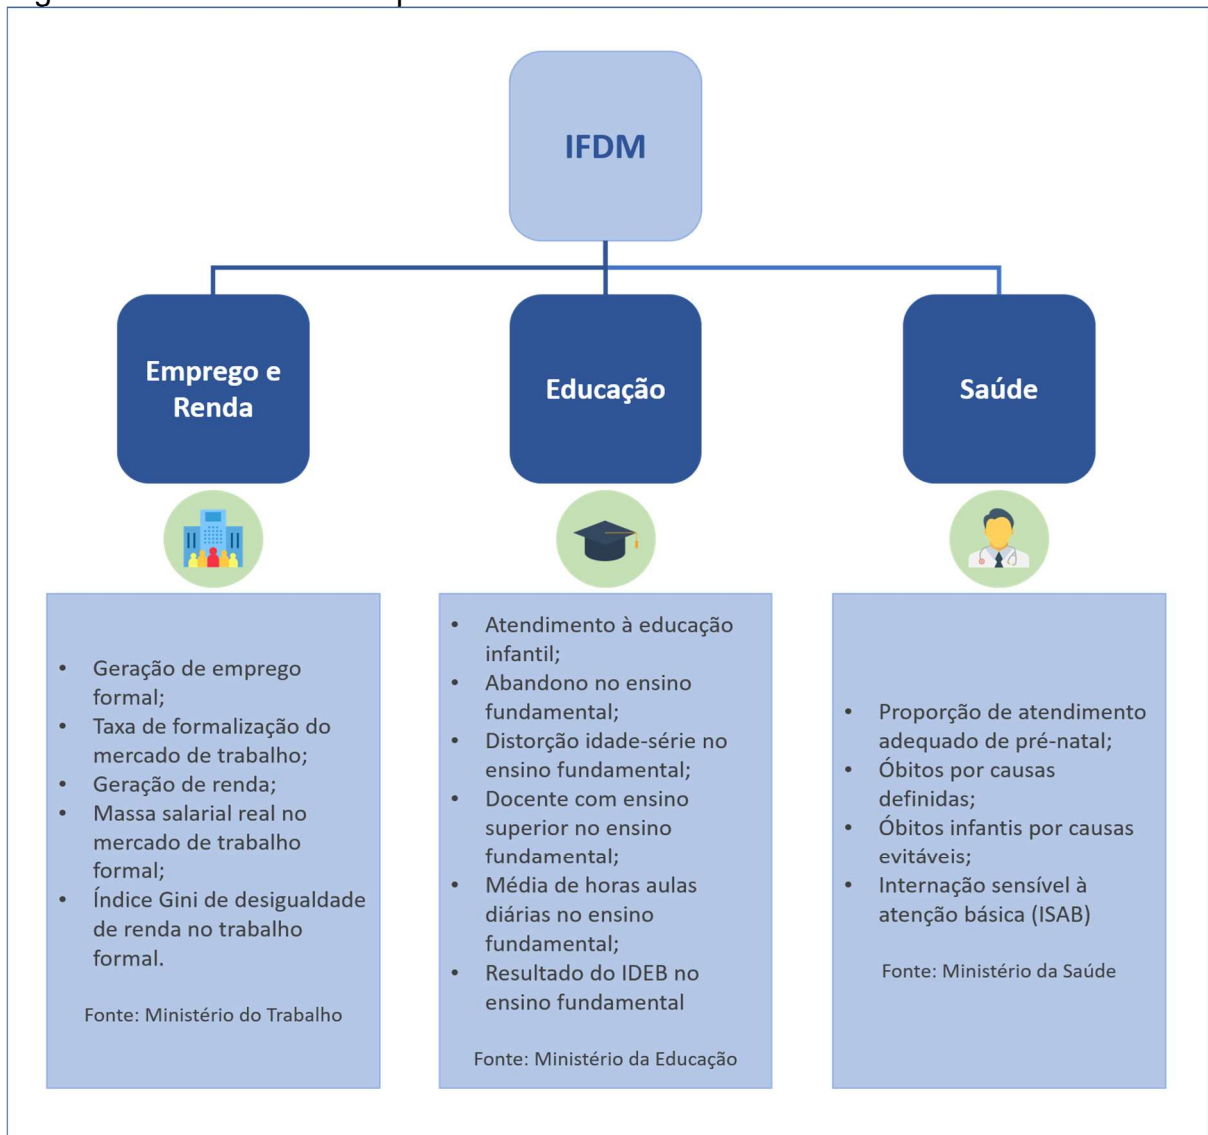 IFDM
Emprego e
Renda
Educação
Saúde
• Geração de emprego
formal;
• Taxa de formalização do
mercado de trabalho;
• Geração de renda;
• Massa salarial real no
mercado de trabalho
formal;
• Índice Gini de desigualdade
de renda no trabalho
formal.
Fonte: Ministério do Trabalho
• Atendimento à educação
infantil;
• Abandono no ensino
fundamental;
• Distorção idade-série no
ensino fundamental;
• Docente com ensino
superior no ensino
fundamental;
• Média de horas aulas
diárias no ensino
fundamental;
• Resultado do IDEB no
ensino fundamental
Fonte: Ministério da Educação
• Proporção de atendimento
adequado de pré-natal;
• Óbitos por causas
definidas;
• Óbitos infantis por causas
evitáveis;
• Internação sensível à
atenção básica (ISAB)
Fonte: Ministério da Saúde